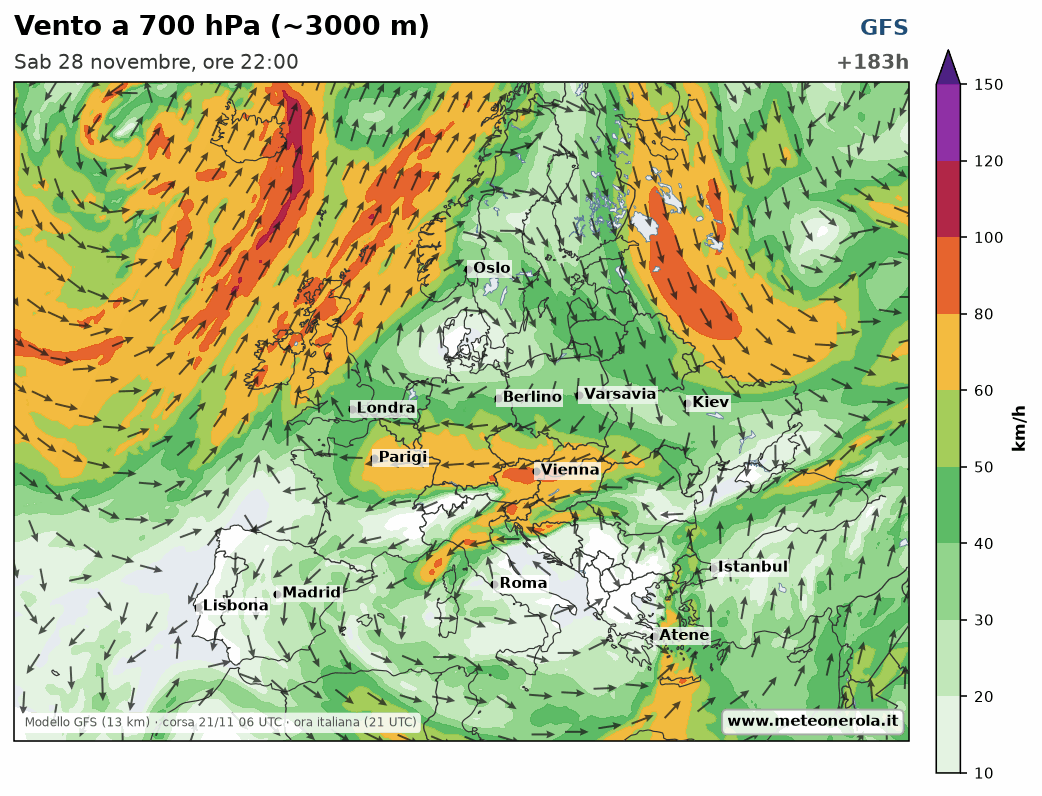 Vento a 700 hPa (~3000 m)
GFS
Sab 28 novembre, ore 22:00
+183h
150
120
100
80
60
50
40
30
20
10
km/h
Oslo
Berlino
Varsavia
Kiev
Londra
Parigi
Vienna
Istanbul
Roma
Madrid
Lisbona
Atene
Modello GFS (13 km) · corsa 21/11 06 UTC · ora italiana (21 UTC)
www.meteonerola.it